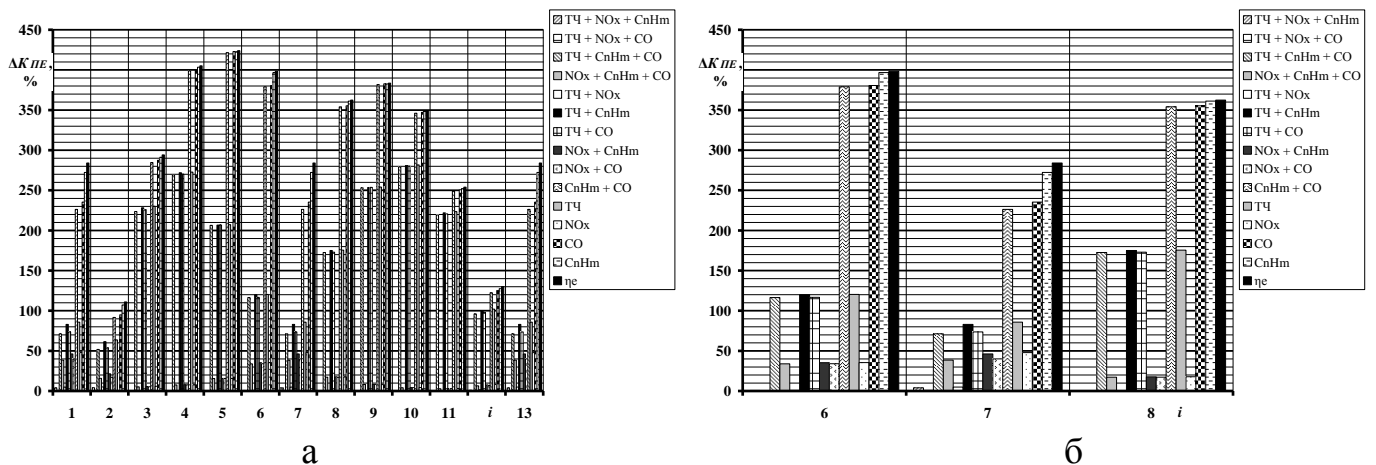 450
ΔK ПЕ,
%
350
300
250
200
150
100
50
0
1 2 3 4 5 6 7 8 9 10 11 i 13
ТЧ + NOx + CnHm
ТЧ + NOx + CO
ТЧ + CnHm + CO
NOx + CnHm + CO
ТЧ + NOx
ТЧ + CnHm
ТЧ + CO
NOx + CnHm
NOx + CO
CnHm + CO
ТЧ
NOx
CO
CnHm
ηe
а
450
ΔK ПЕ,
%
350
300
250
200
150
100
50
0
6 7 8 i
ТЧ + NOx + CnHm
ТЧ + NOx + CO
ТЧ + CnHm + CO
NOx + CnHm + CO
ТЧ + NOx
ТЧ + CnHm
ТЧ + CO
NOx + CnHm
NOx + CO
CnHm + CO
ТЧ
NOx
CO
CnHm
ηe
б